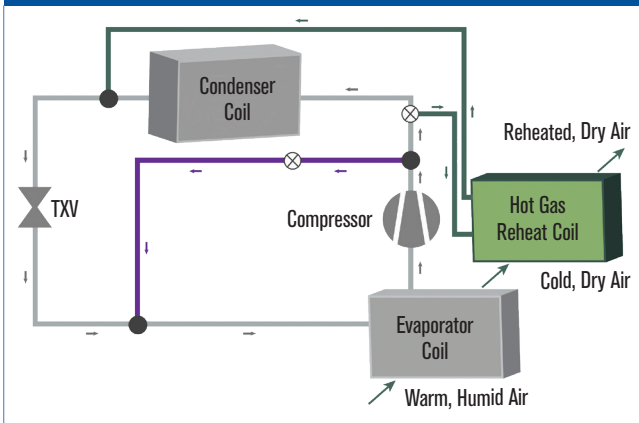 Condenser
Coil
Reheated, Dry Air
TXV
Compressor
Hot Gas
Reheat Coil
Cold, Dry Air
Evaporator
Coil
Warm, Humid Air